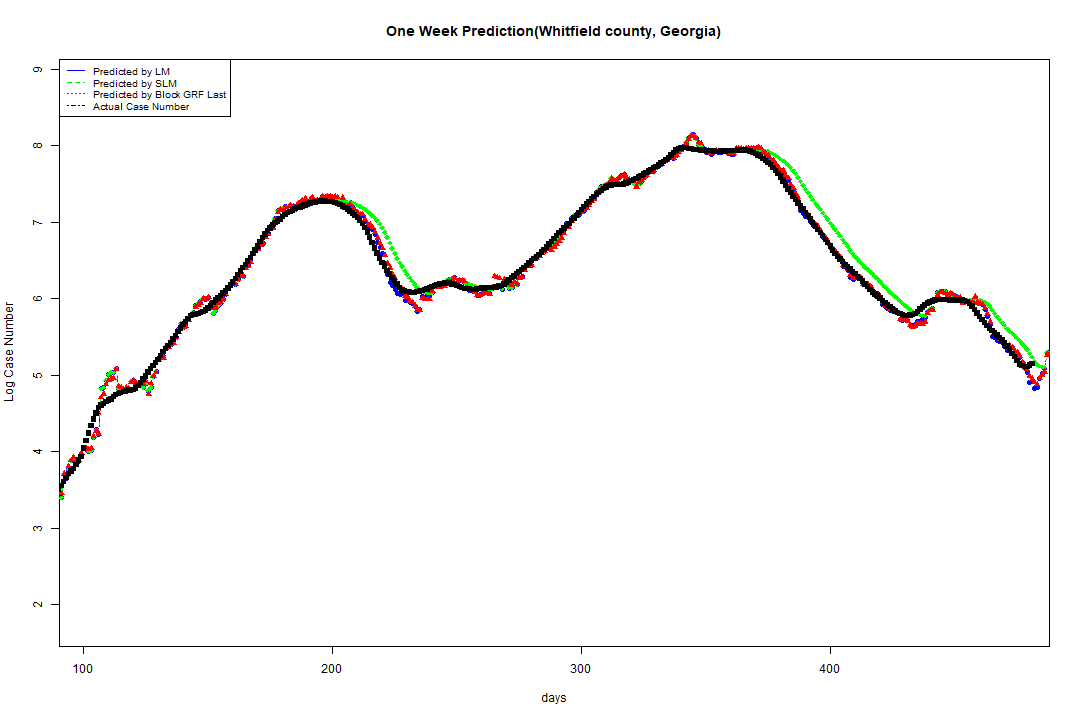 One Week Prediction(Whitfield county, Georgia)
Predicted by LM
Predicted by SLM
Predicted by Block GRF Last
Actual Case Number
9
8
7
6
5
4
3
2
Log Case Number
100 200 300 400
days